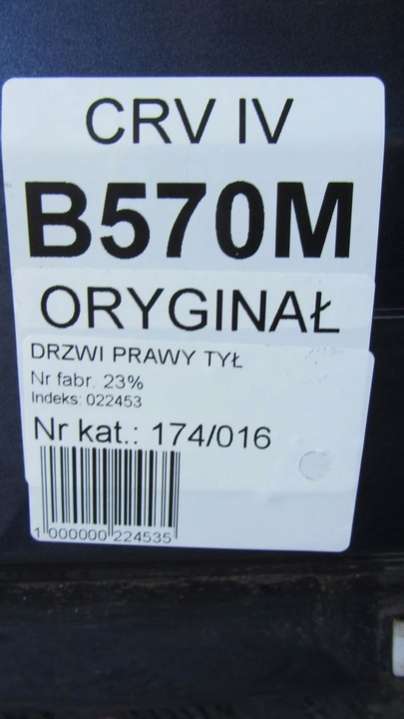 CRV IV
B570M
ORYGINAŁ
DRZWI PRAWY TYŁ
Nr fabr. 23%
Indeks: 022453
Nr kat.: 174/016
1 000000 224535